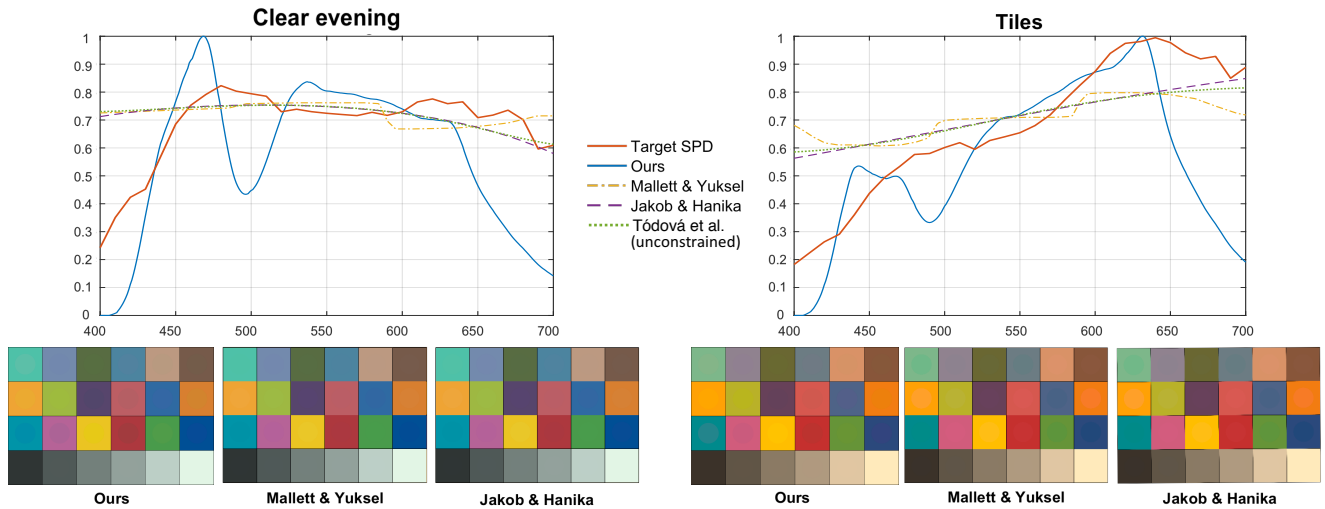 Clear evening
1
0.9
0.8
0.7
0.6
0.5
0.4
0.3
0.2
0.1
0
400 450 500 550 600 650 700
Target SPD
Ours
Mallett & Yuksel
Jakob & Hanika
Tódová et al.
(unconstrained)
Tiles
1
0.9
0.8
0.7
0.6
0.5
0.4
0.3
0.2
0.1
0
400 450 500 550 600 650 700
Ours
Mallett & Yuksel
Jakob & Hanika
Ours
Mallett & Yuksel
Jakob & Hanika